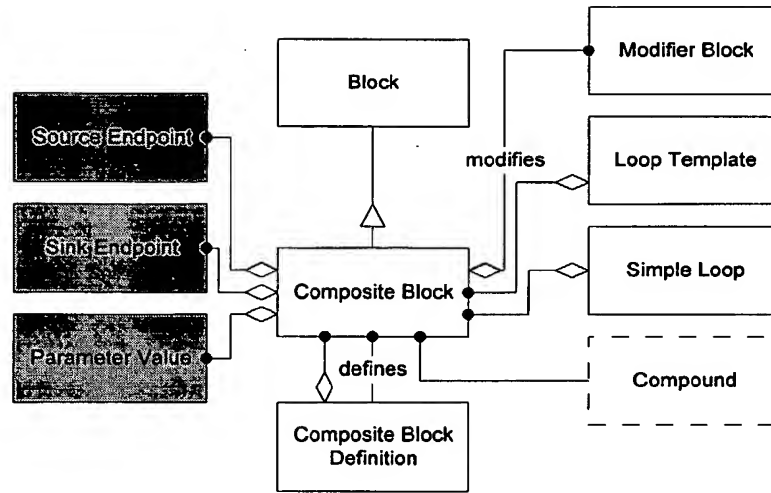 Modifier Block
Block
Source Endpoint
modifies
Loop Template
Sink Endpoint
Composite Block
Simple Loop
Parameter Value
defines
Compound
Composite Block
Definition